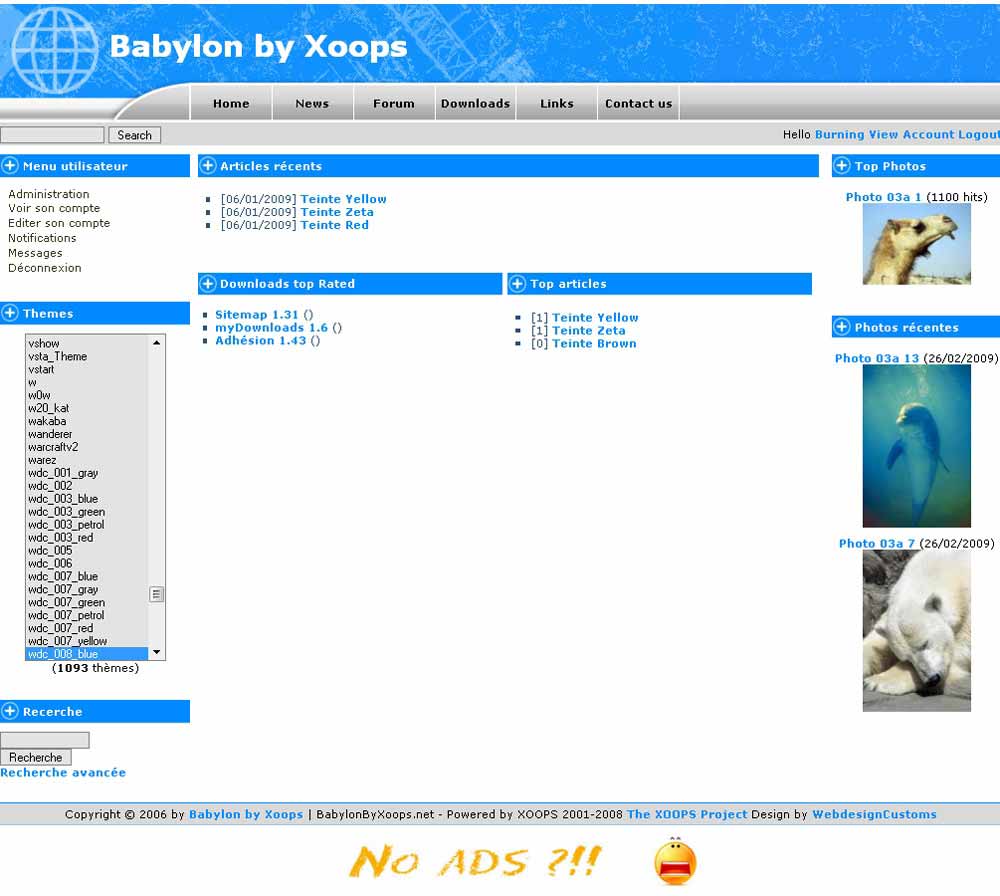 Babylon by Xoops
Home News Forum Downloads Links Contact us
Search
Hello Burning View Account Logout
Menu utilisateur
Administration
Voir son compte
Editer son compte
Notifications
Messages
Déconnexion
Themes
vshow
vsta_Theme
vstart
w
w0w
w20_kat
wakaba
wanderer
warcraftv2
warez
wdc_001_gray
wdc_002
wdc_003_blue
wdc_003_green
wdc_003_petrol
wdc_003_red
wdc_005
wdc_006
wdc_007_blue
wdc_007_gray
wdc_007_green
wdc_007_petrol
wdc_007_red
wdc_007_yellow
wdc_008_blue
(1093 thèmes)
Recerche
Recherche
Recherche avancée
Articles récents
[06/01/2009] Teinte Yellow
[06/01/2009] Teinte Zeta
[06/01/2009] Teinte Red
Downloads top Rated
Sitemap 1.31 ()
myDownloads 1.6 ()
Adhésion 1.43 ()
Top articles
[1] Teinte Yellow
[1] Teinte Zeta
[0] Teinte Brown
Top Photos
Photo 03a 1 (1100 hits)
Photos récentes
Photo 03a 13 (26/02/2009)
Photo 03a 7 (26/02/2009)
Copyright © 2006 by Babylon by Xoops | BabylonByXoops.net - Powered by XOOPS 2001-2008 The XOOPS Project Design by WebdesignCustoms
No ADS ?!!